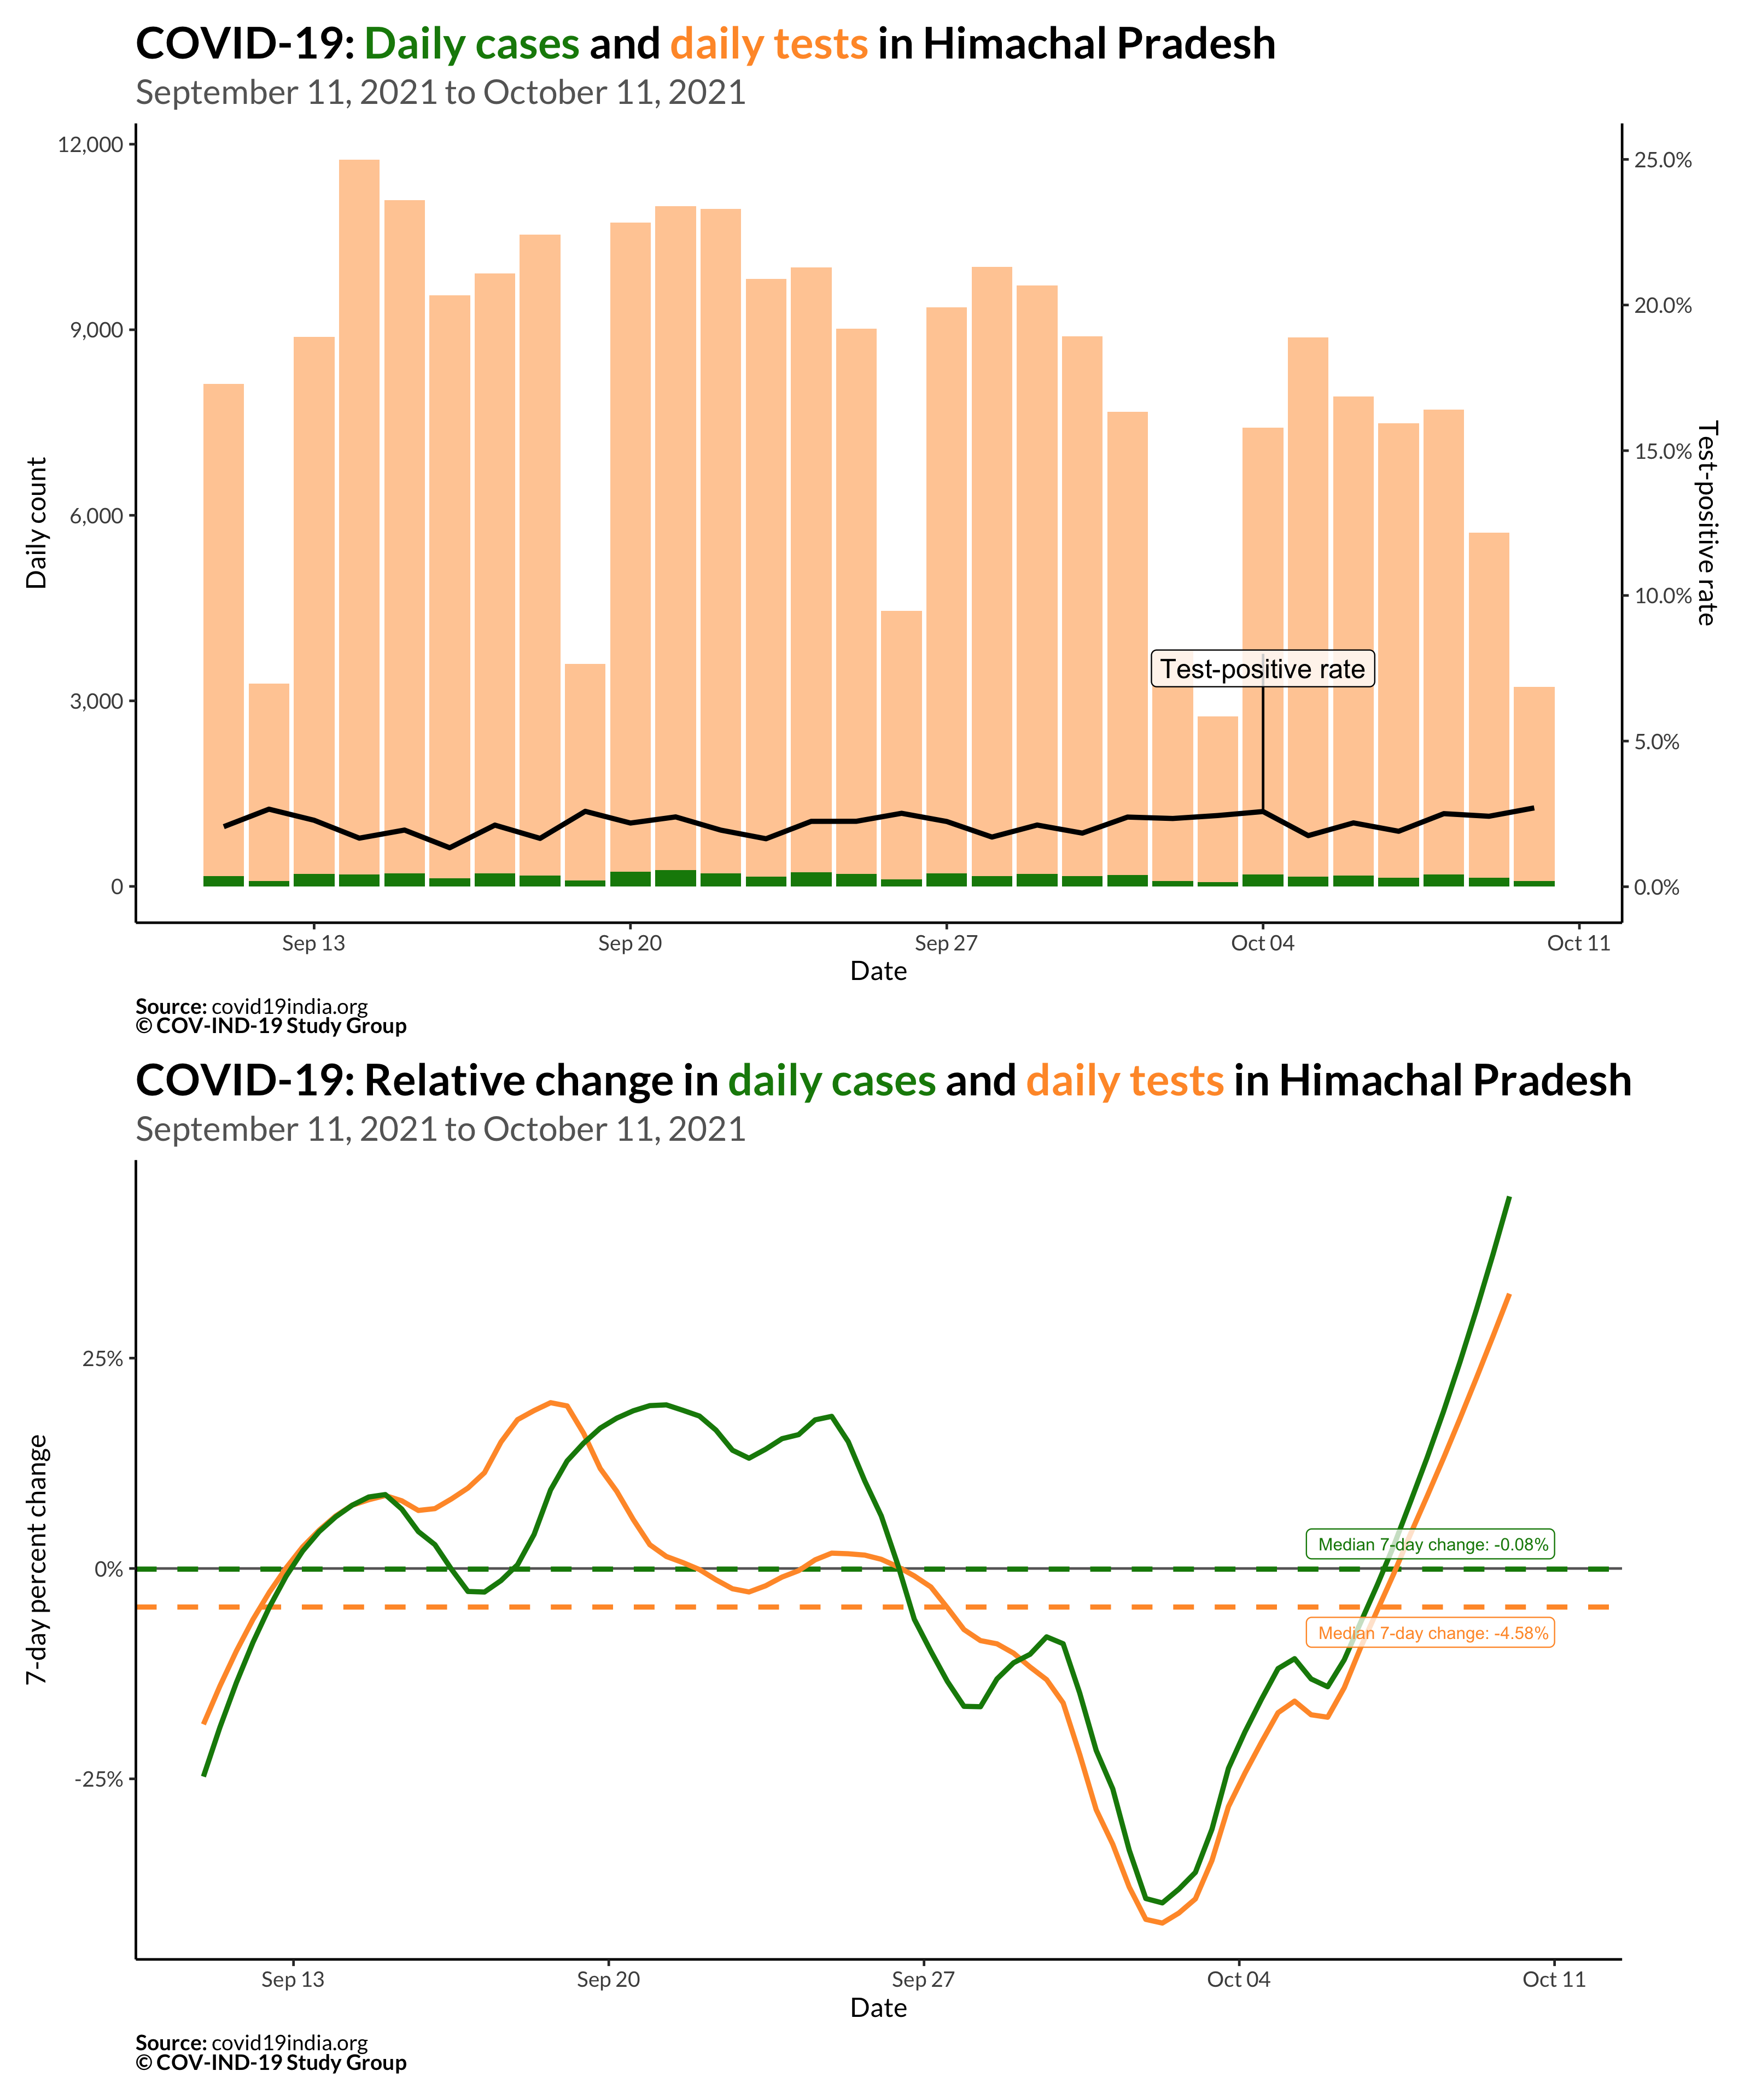 COVID-19: Daily cases and daily tests in Himachal Pradesh
September 11, 2021 to October 11, 2021
12,000
9,000
6,000
3,000
0
Daily count
25.0%
20.0%
15.0%
10.0%
5.0%
0.0%
Test-positive rate
Test-positive rate
Sep 13
Sep 20
Sep 27
Oct 04
Oct 11
Date
Source: covid19india.org
© COV-IND-19 Study Group
COVID-19: Relative change in daily cases and daily tests in Himachal Pradesh
September 11, 2021 to October 11, 2021
25%
0%
-25%
7-day percent change
Median 7-day change: -0.08%
Median 7-day change: -4.58%
Sep 13
Sep 20
Sep 27
Oct 04
Oct 11
Date
Source: covid19india.org
© COV-IND-19 Study Group